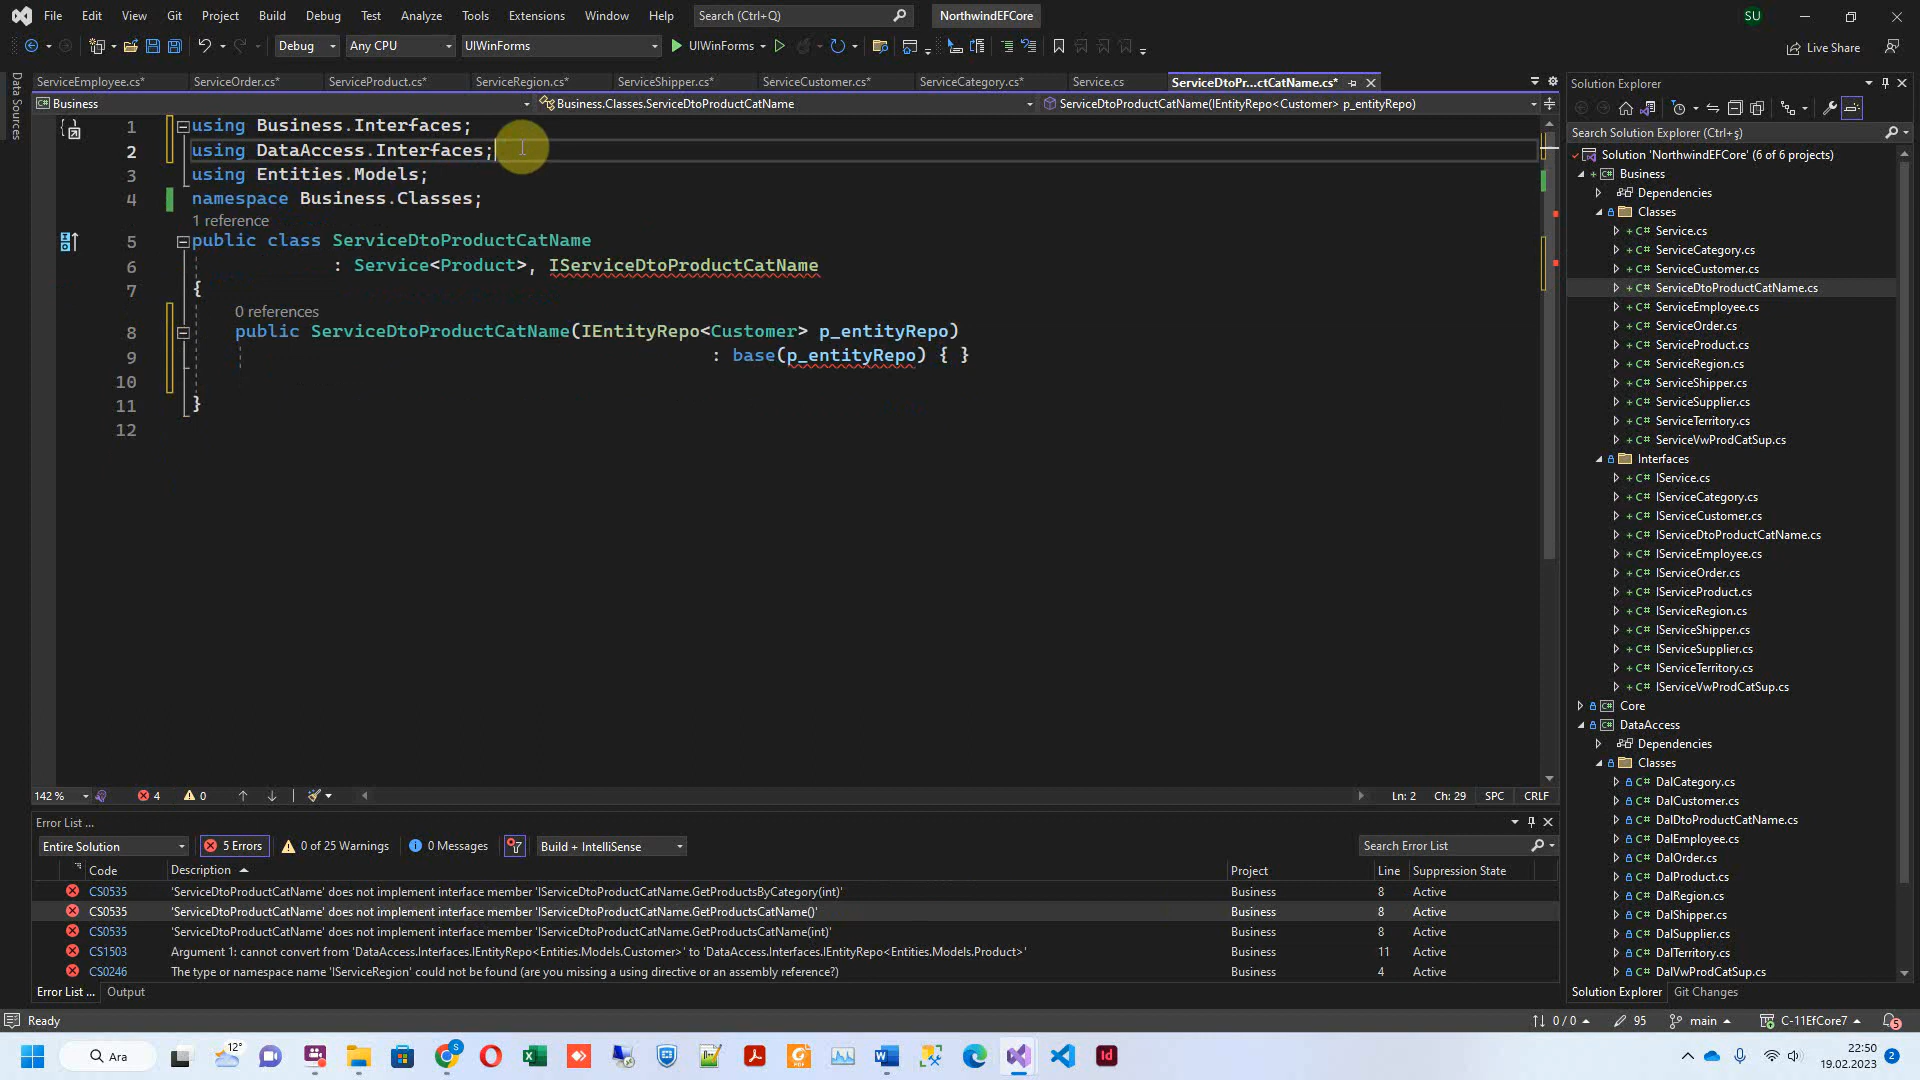 File Edit View Git Project Build Debug Test Analyze Tools Extensions Window Help Search (Ctrl+Q) NorthwindEFCore SU
Debug Any CPU UIWinForms UIWinForms Live Share
Data Sources
ServiceEmployee.cs* ServiceOrder.cs* ServiceProduct.cs* ServiceRegion.cs* ServiceShipper.cs* ServiceCustomer.cs* ServiceCategory.cs* Service.cs ServiceDtoPr...ctCatName.cs*
Business Business.Classes.ServiceDtoProductCatName ServiceDtoProductCatName(IEntityRepo<Customer> p_entityRepo)
1 using Business.Interfaces;
2 using DataAccess.Interfaces;
3 using Entities.Models;
4 namespace Business.Classes;
1 reference
5 public class ServiceDtoProductCatName
6 : Service<Product>, IServiceDtoProductCatName
7 {
0 references
8 public ServiceDtoProductCatName(IEntityRepo<Customer> p_entityRepo)
9 : base(p_entityRepo) { }
10
11 }
12
142 % 4 0 Ln: 2 Ch: 29 SPC CRLF
Error List ...
Entire Solution 5 Errors 0 of 25 Warnings 0 Messages Build + IntelliSense Search Error List
Code Description Project Line Suppression State
CS0535 'ServiceDtoProductCatName' does not implement interface member 'IServiceDtoProductCatName.GetProductsByCategory(int)' Business 8 Active
CS0535 'ServiceDtoProductCatName' does not implement interface member 'IServiceDtoProductCatName.GetProductsCatName()' Business 8 Active
CS0535 'ServiceDtoProductCatName' does not implement interface member 'IServiceDtoProductCatName.GetProductsCatName(int)' Business 8 Active
CS1503 Argument 1: cannot convert from 'DataAccess.Interfaces.IEntityRepo<Entities.Models.Customer>' to 'DataAccess.Interfaces.IEntityRepo<Entities.Models.Product>' Business 11 Active
CS0246 The type or namespace name 'IServiceRegion' could not be found (are you missing a using directive or an assembly reference?) Business 4 Active
Error List ... Output
Solution Explorer
Search Solution Explorer (Ctrl+ş)
Solution 'NorthwindEFCore' (6 of 6 projects)
Business
Dependencies
Classes
C# Service.cs
C# ServiceCategory.cs
C# ServiceCustomer.cs
C# ServiceDtoProductCatName.cs
C# ServiceEmployee.cs
C# ServiceOrder.cs
C# ServiceProduct.cs
C# ServiceRegion.cs
C# ServiceShipper.cs
C# ServiceSupplier.cs
C# ServiceTerritory.cs
C# ServiceVwProdCatSup.cs
Interfaces
C# IService.cs
C# IServiceCategory.cs
C# IServiceCustomer.cs
C# IServiceDtoProductCatName.cs
C# IServiceEmployee.cs
C# IServiceOrder.cs
C# IServiceProduct.cs
C# IServiceRegion.cs
C# IServiceShipper.cs
C# IServiceSupplier.cs
C# IServiceTerritory.cs
C# IServiceVwProdCatSup.cs
Core
DataAccess
Dependencies
Classes
C# DalCategory.cs
C# DalCustomer.cs
C# DalDtoProductCatName.cs
C# DalEmployee.cs
C# DalOrder.cs
C# DalProduct.cs
C# DalRegion.cs
C# DalShipper.cs
C# DalSupplier.cs
C# DalTerritory.cs
C# DalVwProdCatSup.cs
Solution Explorer Git Changes
Ready 0 / 0 95 main C-11EfCore7 5
Ara 12° S Id 22:50 2
19.02.2023